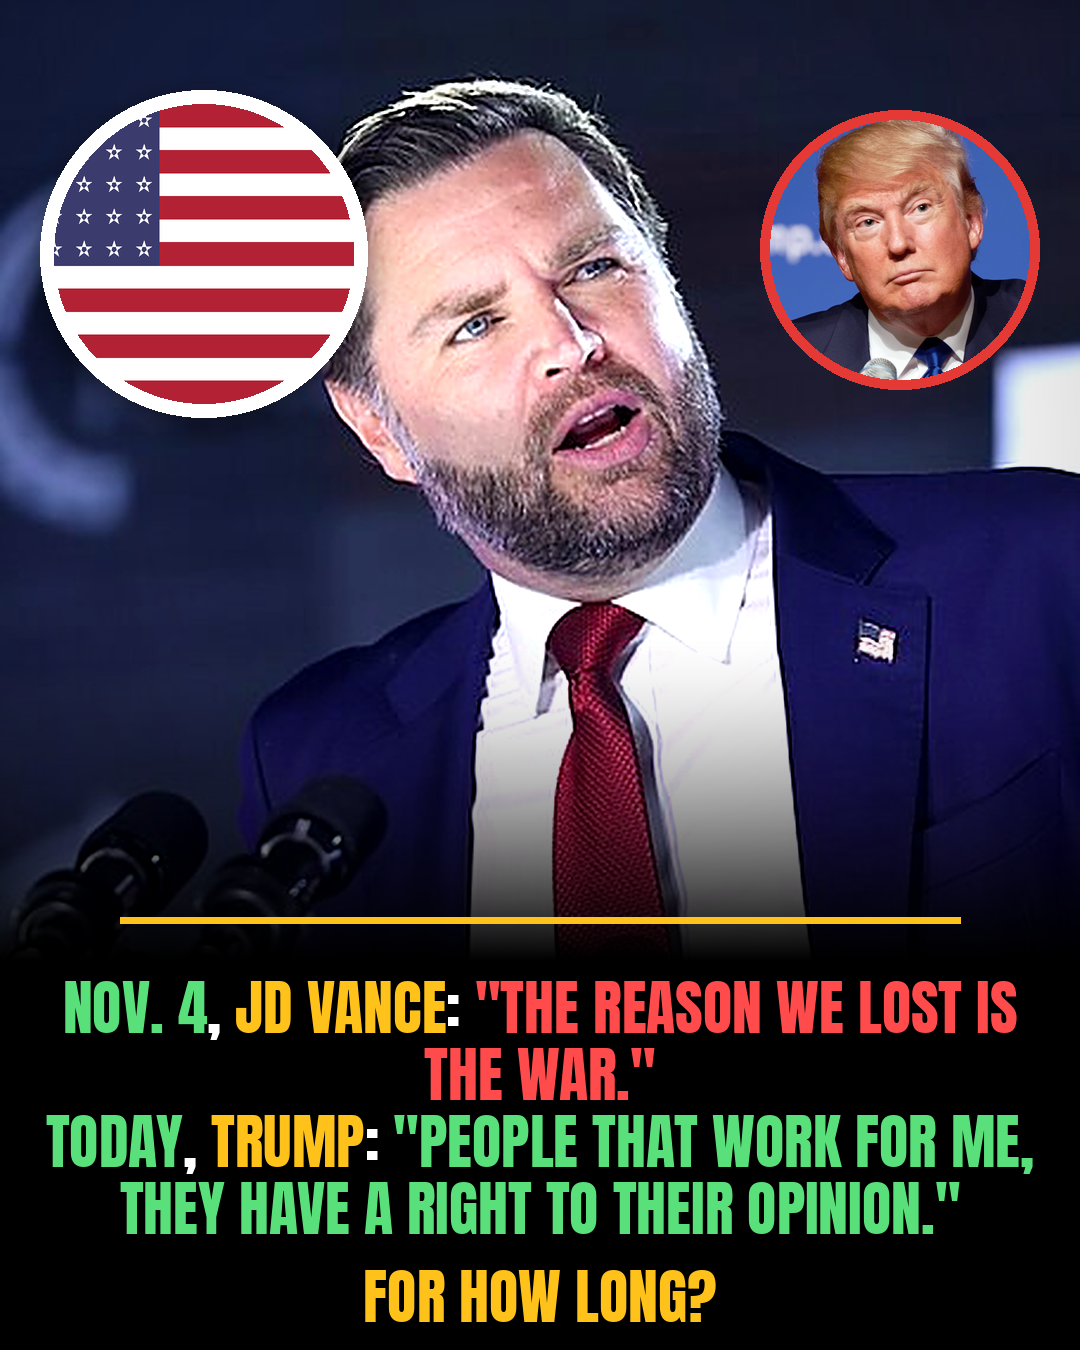 mp.
NOV. 4, JD VANCE: "THE REASON WE LOST IS
THE WAR."
TODAY, TRUMP: "PEOPLE THAT WORK FOR ME,
THEY HAVE A RIGHT TO THEIR OPINION."
FOR HOW LONG?